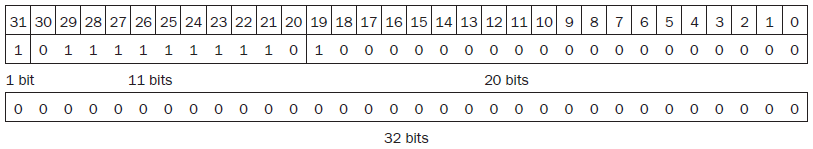 31 30 29 28 27 26 25 24 23 22 21 20 19 18 17 16 15 14 13 12 11 10 9 8 7 6 5 4 3 2 1 0
1 0 1 1 1 1 1 1 1 1 1 0 1 0 0 0 0 0 0 0 0 0 0 0 0 0 0 0 0 0 0 0
1 bit 11 bits 20 bits
0 0 0 0 0 0 0 0 0 0 0 0 0 0 0 0 0 0 0 0 0 0 0 0 0 0 0 0 0 0 0 0
32 bits